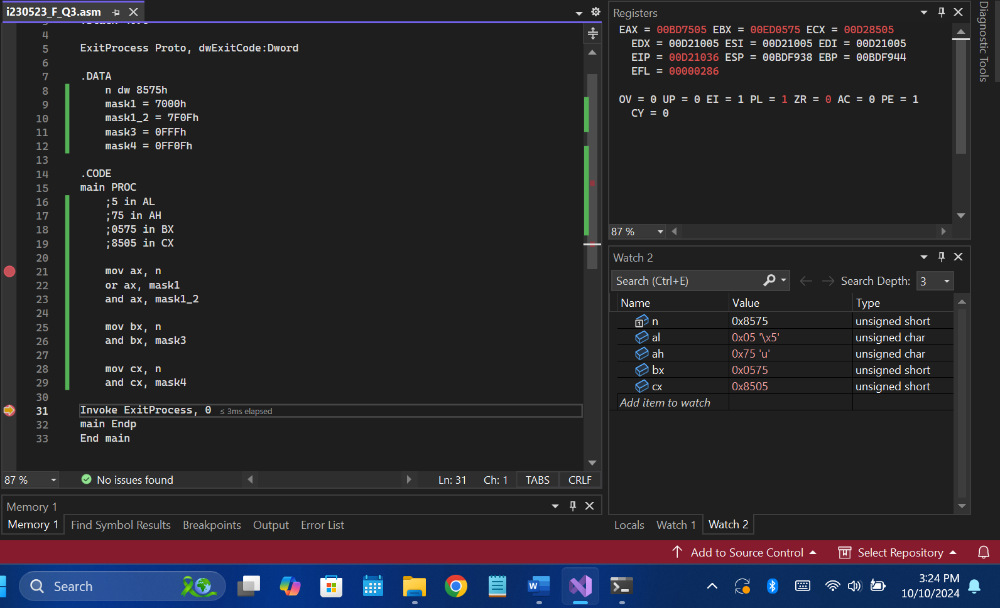 i230523_F_Q3.asm
4
5 ExitProcess Proto, dwExitCode:Dword
6
7 .DATA
8 n dw 8575h
9 mask1 = 7000h
10 mask1_2 = 7F0Fh
11 mask3 = 0FFFh
12 mask4 = 0FF0Fh
13
14 .CODE
15 main PROC
16 ;5 in AL
17 ;75 in AH
18 ;0575 in BX
19 ;8505 in CX
20
21 mov ax, n
22 or ax, mask1
23 and ax, mask1_2
24
25 mov bx, n
26 and bx, mask3
27
28 mov cx, n
29 and cx, mask4
30
31 Invoke ExitProcess, 0 ≤ 3ms elapsed
32 main Endp
33 End main
87 % No issues found Ln: 31 Ch: 1 TABS CRLF
Memory 1
Memory 1 Find Symbol Results Breakpoints Output Error List
Registers
EAX = 00BD7505 EBX = 00ED0575 ECX = 00D28505
EDX = 00D21005 ESI = 00D21005 EDI = 00D21005
EIP = 00D21036 ESP = 00BDF938 EBP = 00BDF944
EFL = 00000286
OV = 0 UP = 0 EI = 1 PL = 1 ZR = 0 AC = 0 PE = 1
CY = 0
87 %
Diagnostic Tools
Watch 2
Search (Ctrl+E) Search Depth: 3
Name Value Type
n 0x8575 unsigned short
al 0x05 '\x5' unsigned char
ah 0x75 'u' unsigned char
bx 0x0575 unsigned short
cx 0x8505 unsigned short
Add item to watch
Locals Watch 1 Watch 2
Add to Source Control Select Repository
Search
3:24 PM
10/10/2024